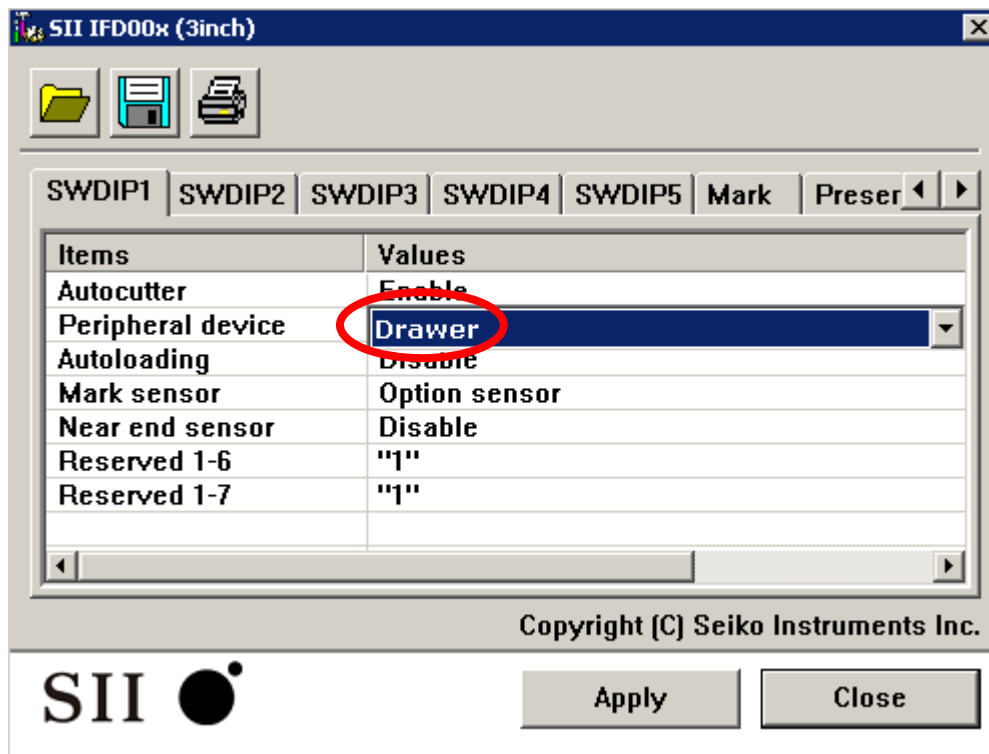 SII IFD00x (3inch)
SWDIP1 SWDIP2 SWDIP3 SWDIP4 SWDIP5 Mark Preser
Items Values
Autocutter Enable
Peripheral device Drawer
Autoloading Disable
Mark sensor Option sensor
Near end sensor Disable
Reserved 1-6 "1"
Reserved 1-7 "1"
Copyright (C) Seiko Instruments Inc.
SII Apply Close